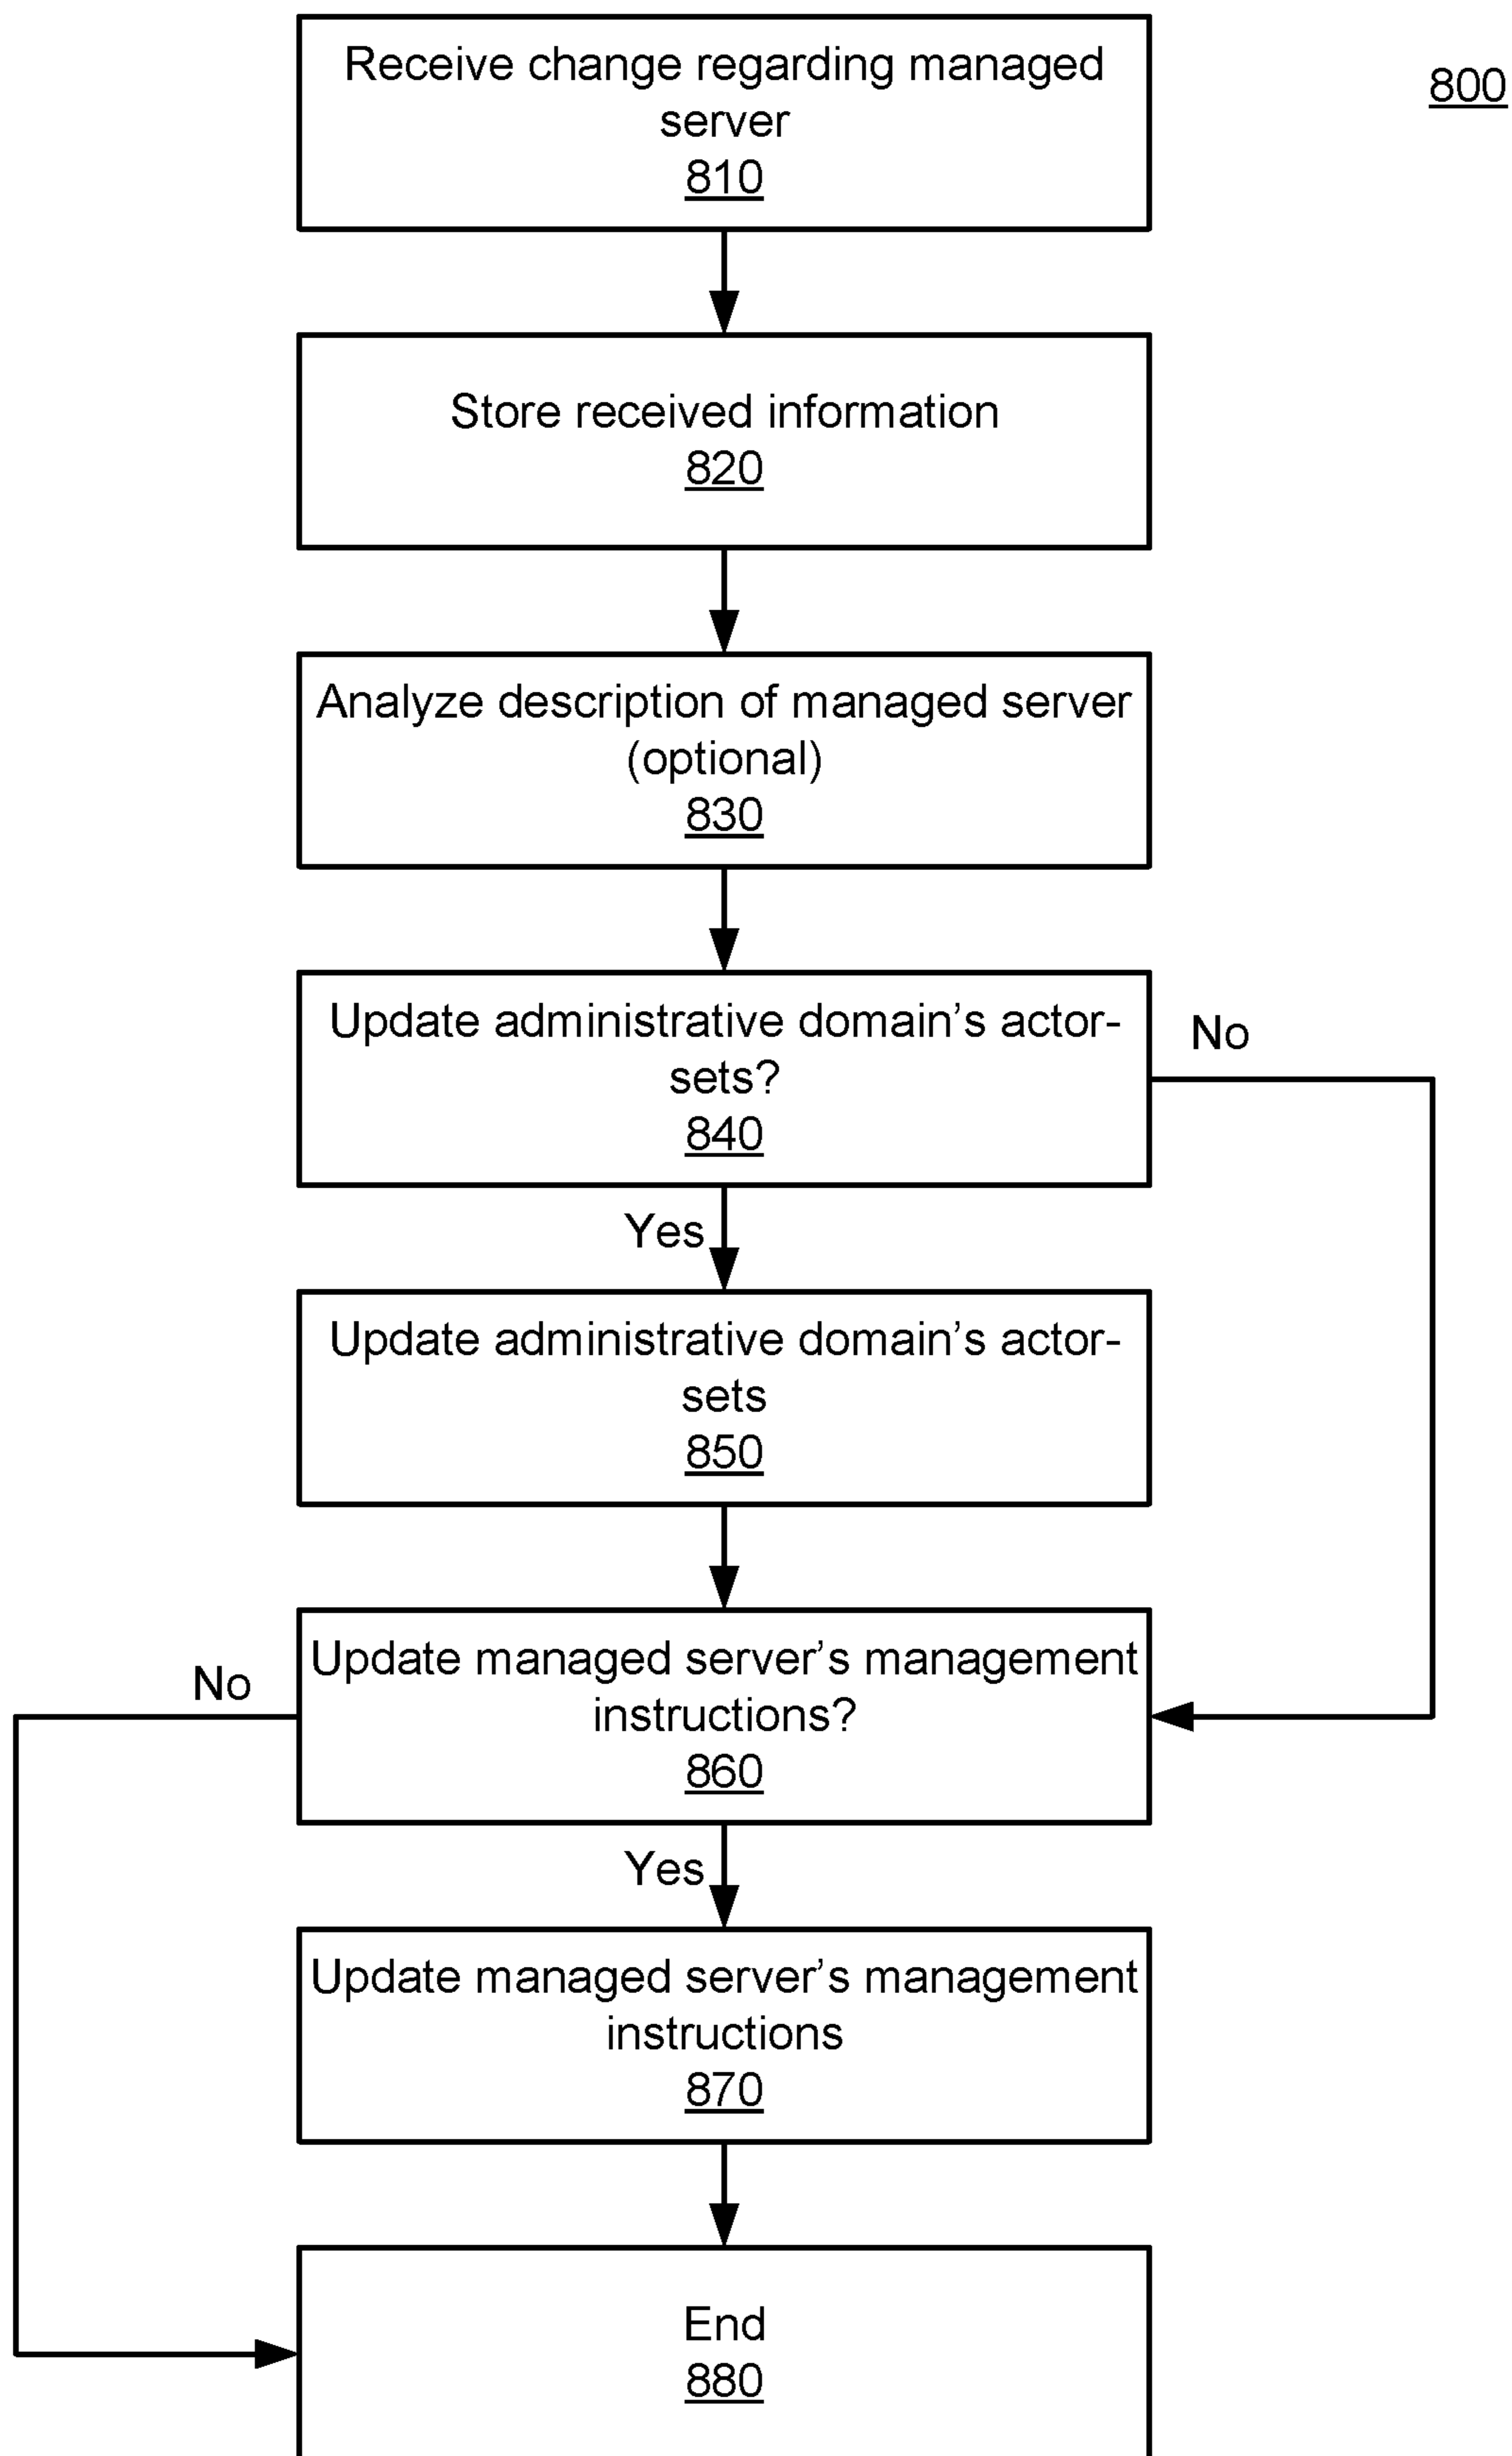 Receive change regarding managed
server
810
800
Store received information
820
Analyze description of managed server
(optional)
830
Update administrative domain's actor-
sets?
840
No
Yes
Update administrative domain's actor-
sets
850
Update managed server's management
instructions?
860
No
Yes
Update managed server's management
instructions
870
End
880